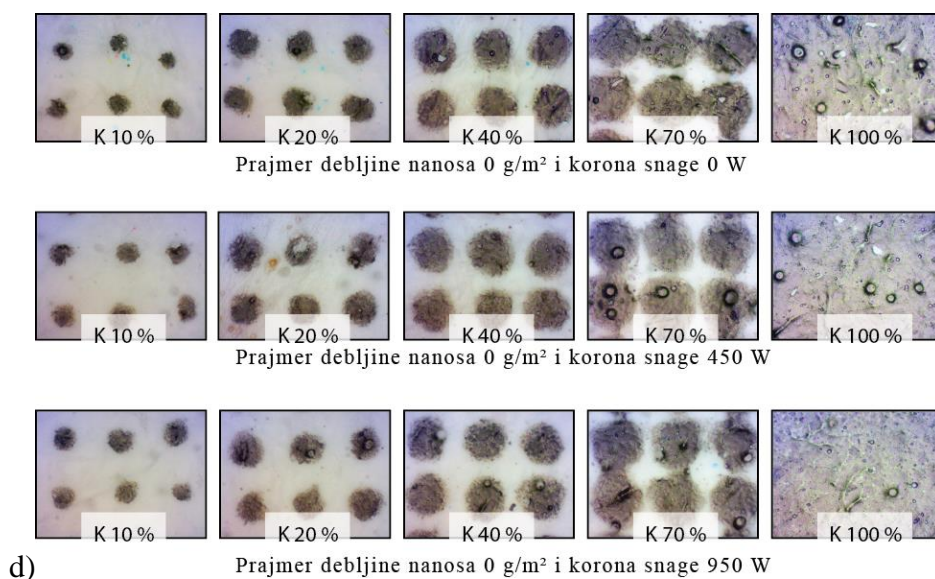 K 10 % K 20 % K 40 % K 70 % K 100 %
Prajmer debljine nanosa 0 g/m² i korona snage 0 W
K 10 % K 20 % K 40 % K 70 % K 100 %
Prajmer debljine nanosa 0 g/m² i korona snage 450 W
K 10 % K 20 % K 40 % K 70 % K 100 %
d) Prajmer debljine nanosa 0 g/m² i korona snage 950 W